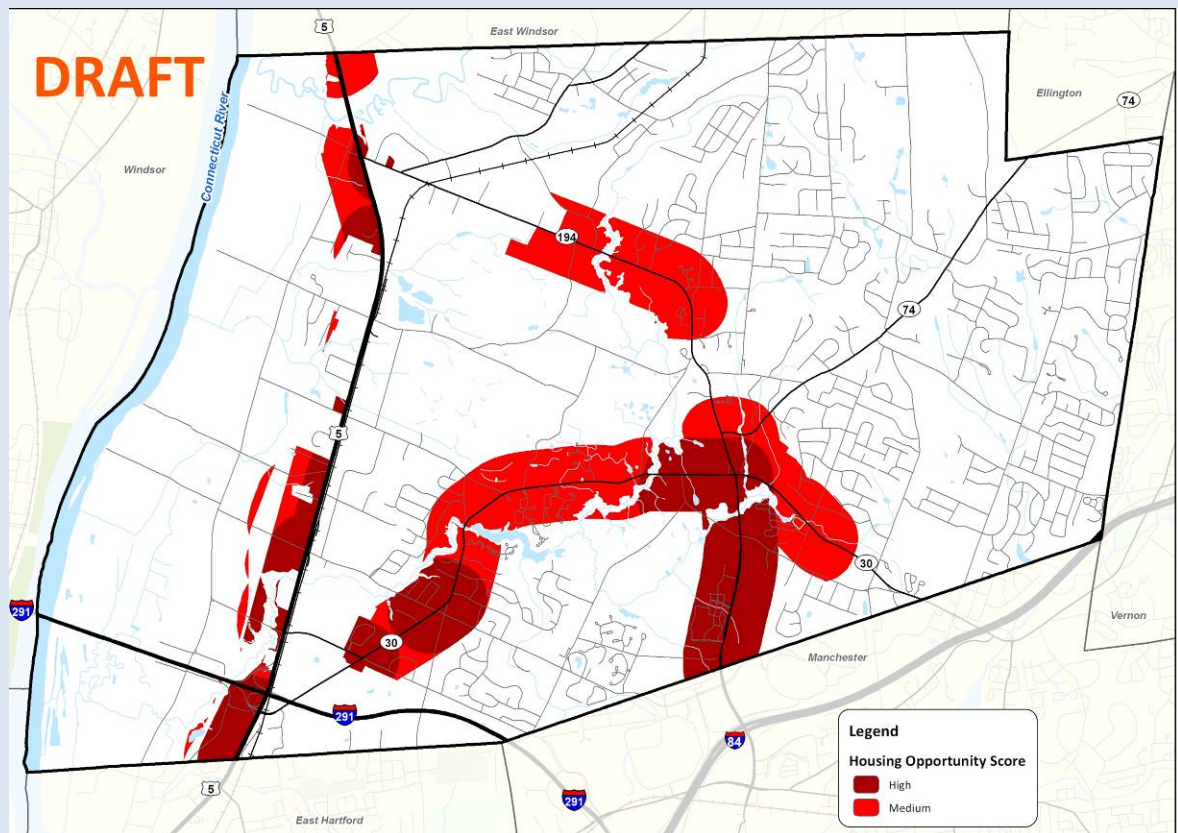 5
East Windsor
DRAFT
Ellington
74
Windsor
Connecticut River
194
74
5
30
291
30
Vernon
Manchester
291
84
Legend
Housing Opportunity Score
High
Medium
5
291
East Hartford